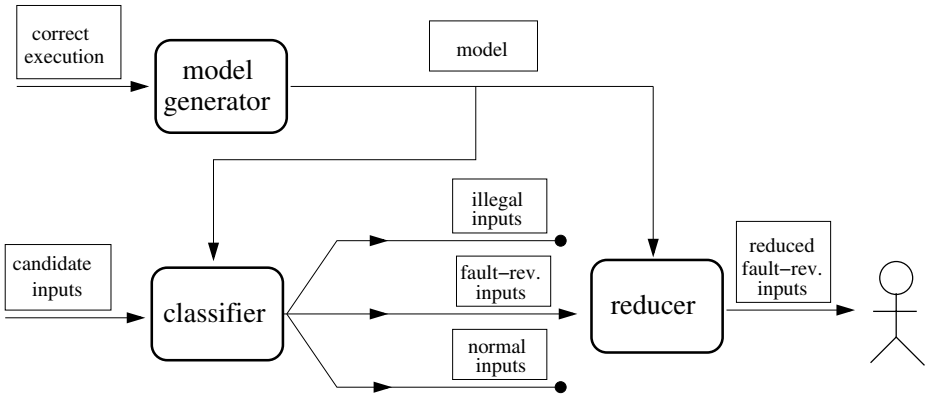 correct
execution
model
generator
model
illegal
inputs
candidate
inputs
classifier
fault−rev.
inputs
normal
inputs
reducer
reduced
fault−rev.
inputs